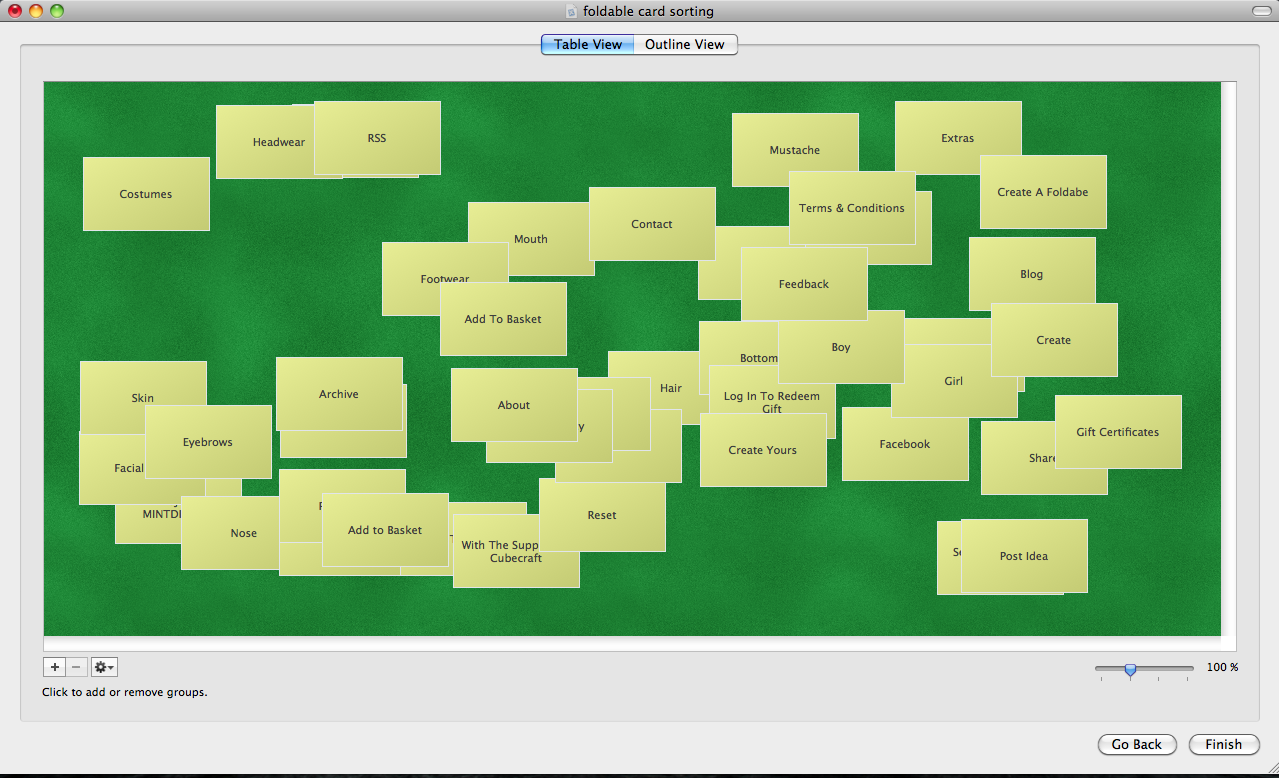 foldable card sorting
Table View
Outline View
Headwear
RSS
Costumes
Mustache
Extras
Create A Foldabe
Terms & Conditions
Contact
Mouth
Footwear
Feedback
Blog
Add To Basket
Create
Boy
Bottom
Girl
Hair
Log In To Redeem
Gift
Skin
Archive
About
y
Eyebrows
Create Yours
Facebook
Gift Certificates
Share
Facial
MINTDI
Nose
Add to Basket
Reset
With The Supp
Cubecraft
Post Idea
100 %
Click to add or remove groups.
Go Back
Finish